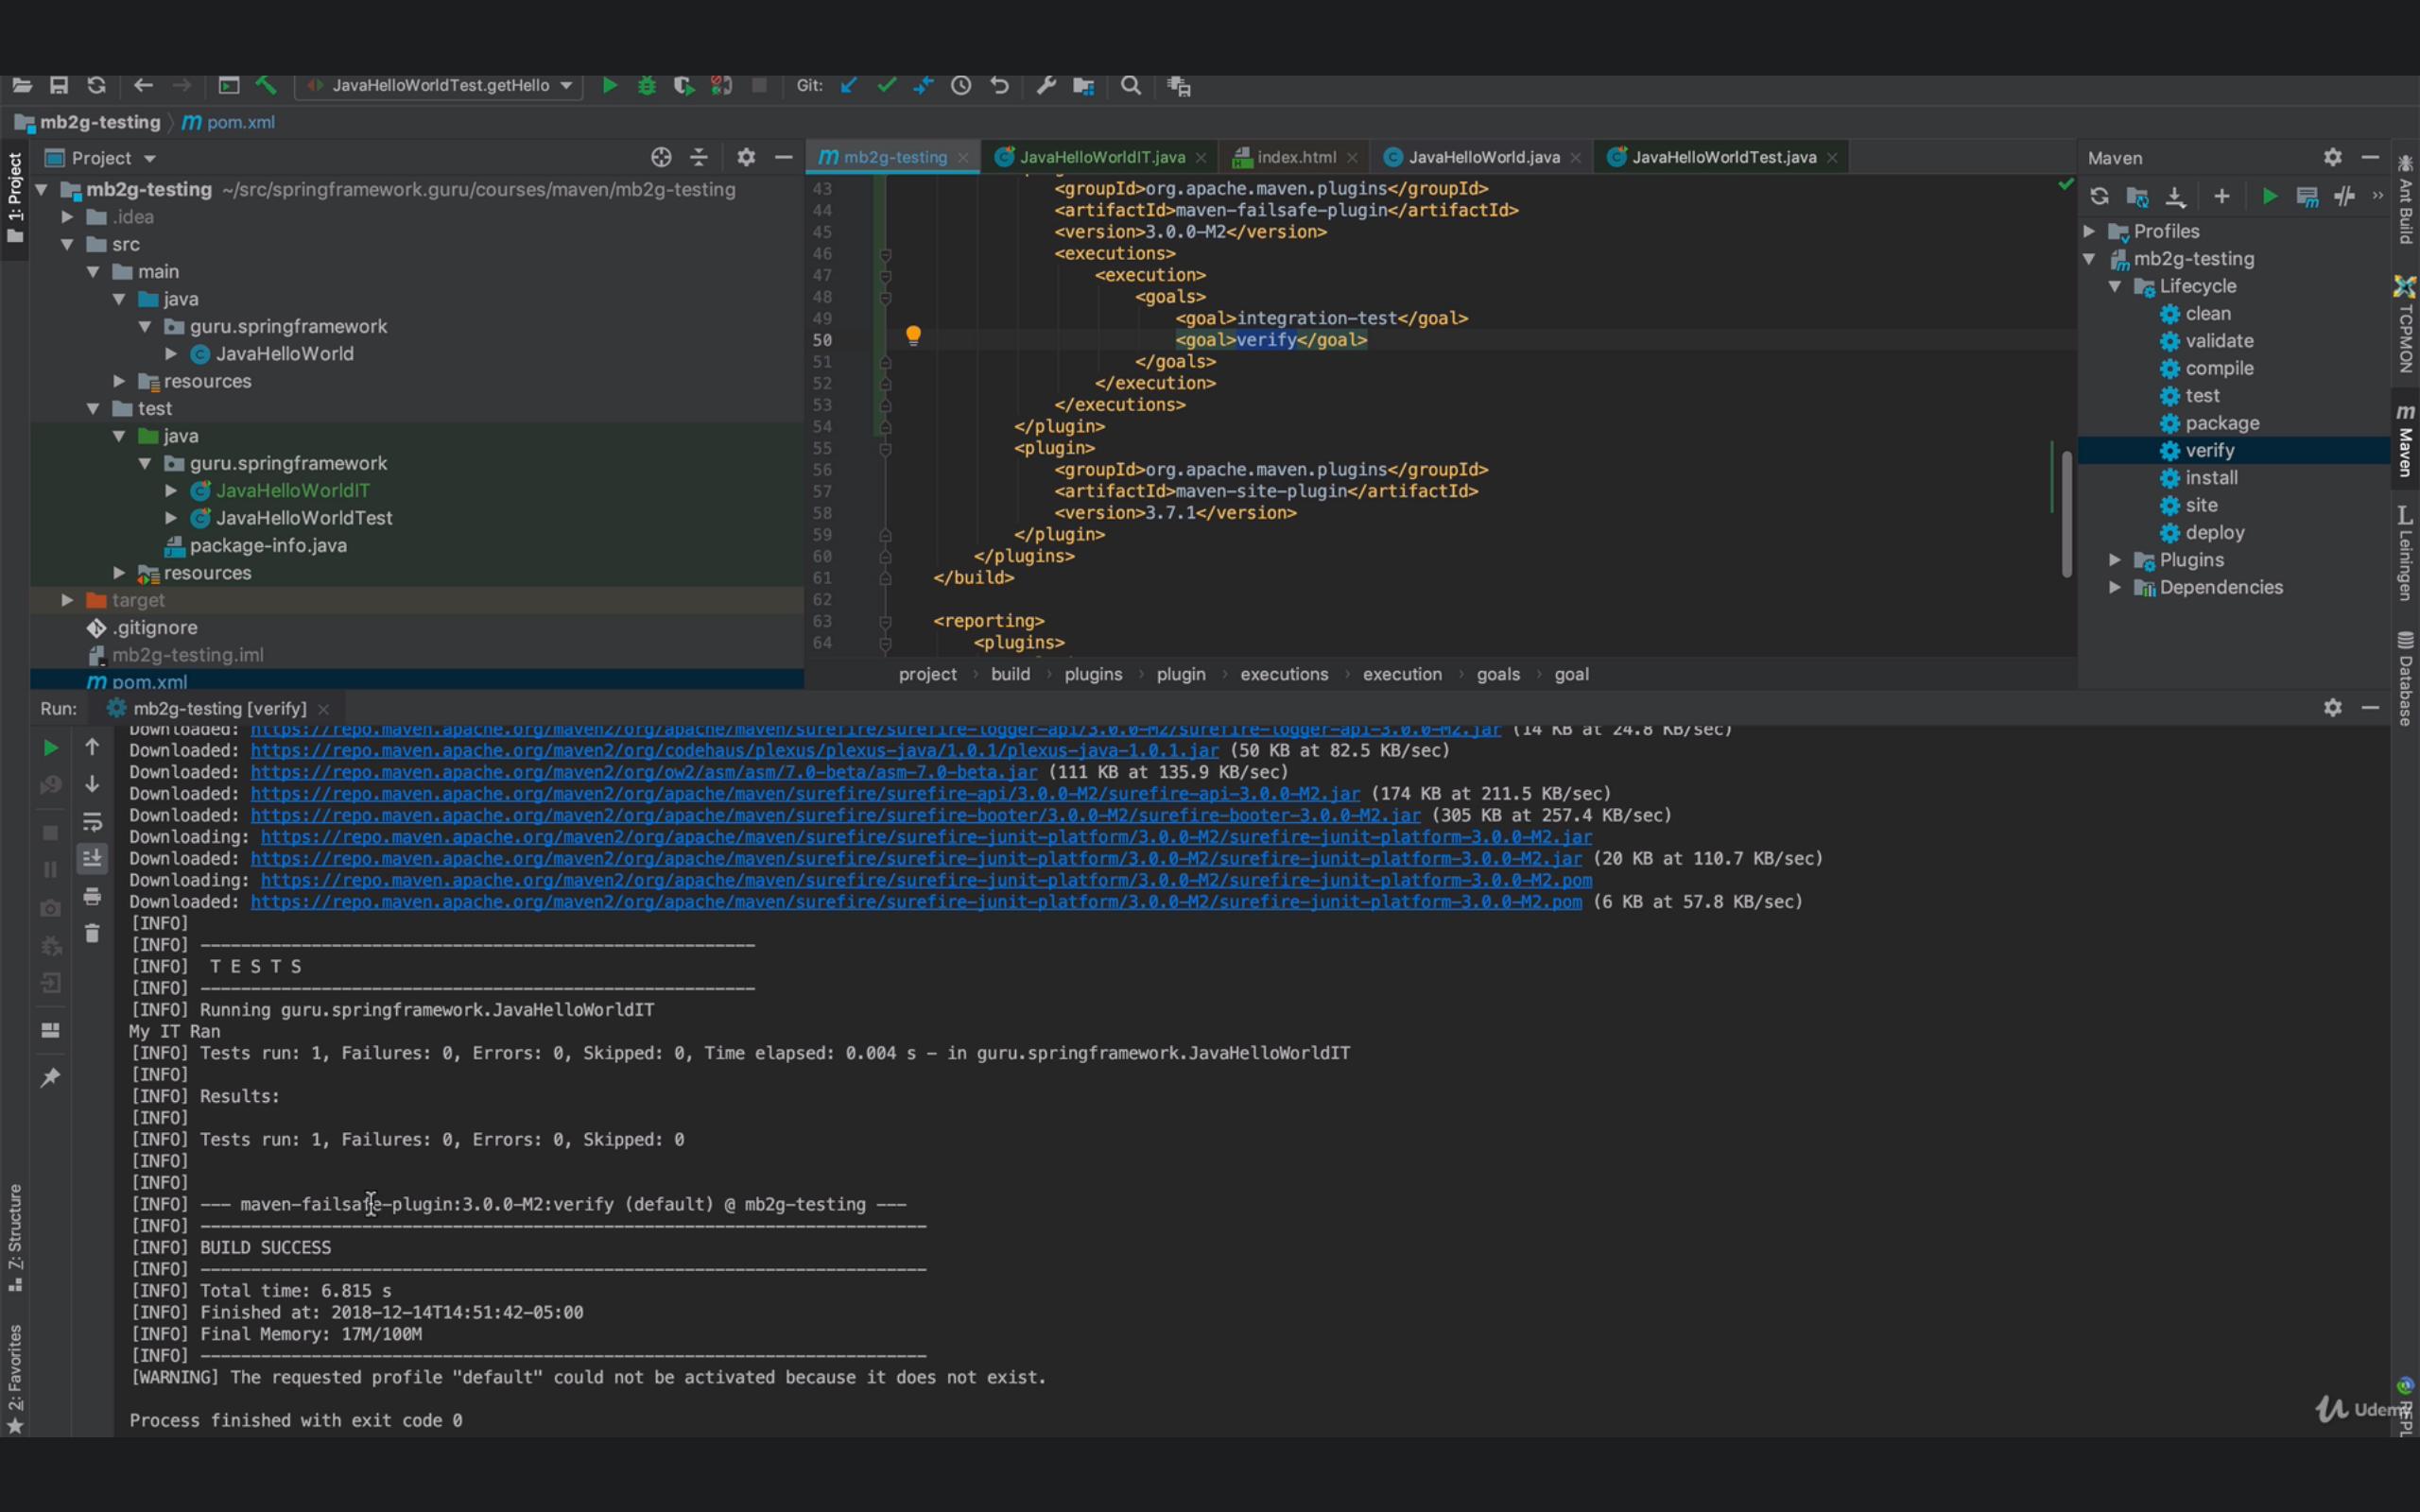 JavaHelloWorldTest.getHello
Git:
mb2g-testing
pom.xml
1: Project
Project
mb2g-testing ~/src/springframework.guru/courses/maven/mb2g-testing
.idea
src
main
java
guru.springframework
JavaHelloWorld
resources
test
java
guru.springframework
JavaHelloWorldIT
JavaHelloWorldTest
package-info.java
resources
target
.gitignore
mb2g-testing.iml
pom.xml
mb2g-testing
JavaHelloWorldIT.java
index.html
JavaHelloWorld.java
JavaHelloWorldTest.java
43 <groupId>org.apache.maven.plugins</groupId>
44 <artifactId>maven-failsafe-plugin</artifactId>
45 <version>3.0.0-M2</version>
46 <executions>
47 <execution>
48 <goals>
49 <goal>integration-test</goal>
50 <goal>verify</goal>
51 </goals>
52 </execution>
53 </executions>
54 </plugin>
55 <plugin>
56 <groupId>org.apache.maven.plugins</groupId>
57 <artifactId>maven-site-plugin</artifactId>
58 <version>3.7.1</version>
59 </plugin>
60 </plugins>
61 </build>
62
63 <reporting>
64 <plugins>
project › build › plugins › plugin › executions › execution › goals › goal
Maven
Profiles
mb2g-testing
Lifecycle
clean
validate
compile
test
package
verify
install
site
deploy
Plugins
Dependencies
Ant Build
TCPMON
Maven
Leiningen
Database
Run: mb2g-testing [verify]
Downloaded: https://repo.maven.apache.org/maven2/org/apache/maven/surefire/surefire-logger-api/3.0.0-M2/surefire-logger-api-3.0.0-M2.jar (14 KB at 24.8 KB/sec)
Downloaded: https://repo.maven.apache.org/maven2/org/codehaus/plexus/plexus-java/1.0.1/plexus-java-1.0.1.jar (50 KB at 82.5 KB/sec)
Downloaded: https://repo.maven.apache.org/maven2/org/ow2/asm/asm/7.0-beta/asm-7.0-beta.jar (111 KB at 135.9 KB/sec)
Downloaded: https://repo.maven.apache.org/maven2/org/apache/maven/surefire/surefire-api/3.0.0-M2/surefire-api-3.0.0-M2.jar (174 KB at 211.5 KB/sec)
Downloaded: https://repo.maven.apache.org/maven2/org/apache/maven/surefire/surefire-booter/3.0.0-M2/surefire-booter-3.0.0-M2.jar (305 KB at 257.4 KB/sec)
Downloading: https://repo.maven.apache.org/maven2/org/apache/maven/surefire/surefire-junit-platform/3.0.0-M2/surefire-junit-platform-3.0.0-M2.jar
Downloaded: https://repo.maven.apache.org/maven2/org/apache/maven/surefire/surefire-junit-platform/3.0.0-M2/surefire-junit-platform-3.0.0-M2.jar (20 KB at 110.7 KB/sec)
Downloading: https://repo.maven.apache.org/maven2/org/apache/maven/surefire/surefire-junit-platform/3.0.0-M2/surefire-junit-platform-3.0.0-M2.pom
Downloaded: https://repo.maven.apache.org/maven2/org/apache/maven/surefire/surefire-junit-platform/3.0.0-M2/surefire-junit-platform-3.0.0-M2.pom (6 KB at 57.8 KB/sec)
[INFO]
[INFO] -------------------------------------------------------
[INFO]  T E S T S
[INFO] -------------------------------------------------------
[INFO] Running guru.springframework.JavaHelloWorldIT
My IT Ran
[INFO] Tests run: 1, Failures: 0, Errors: 0, Skipped: 0, Time elapsed: 0.004 s - in guru.springframework.JavaHelloWorldIT
[INFO]
[INFO] Results:
[INFO]
[INFO] Tests run: 1, Failures: 0, Errors: 0, Skipped: 0
[INFO]
[INFO]
[INFO] --- maven-failsafe-plugin:3.0.0-M2:verify (default) @ mb2g-testing ---
[INFO] ------------------------------------------------------------------------
[INFO] BUILD SUCCESS
[INFO] ------------------------------------------------------------------------
[INFO] Total time: 6.815 s
[INFO] Finished at: 2018-12-14T14:51:42-05:00
[INFO] Final Memory: 17M/100M
[INFO] ------------------------------------------------------------------------
[WARNING] The requested profile "default" could not be activated because it does not exist.
Process finished with exit code 0
7: Structure
2: Favorites
Udemy